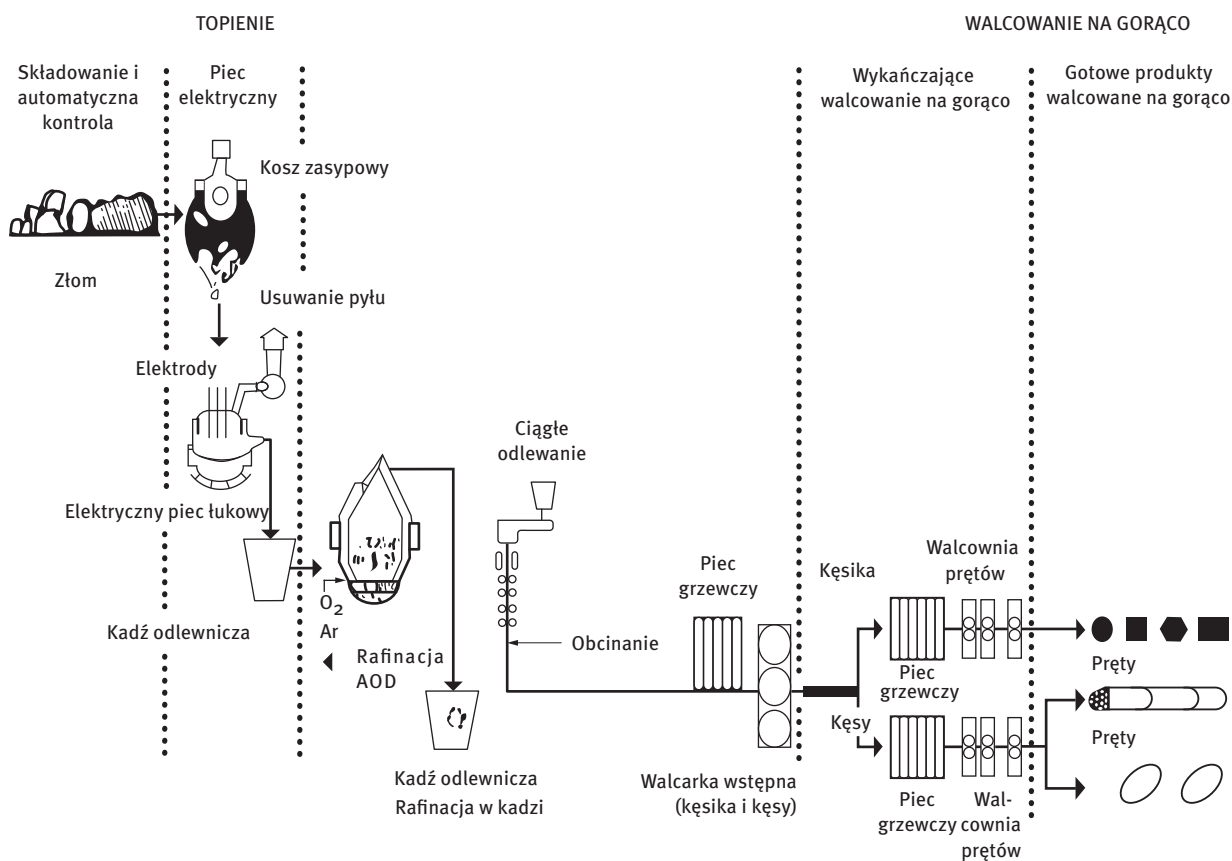 TOPIENIE
WALCOWANIE NA GORĄCO
Składowanie i
automatyczna
kontrola
Piec
elektryczny
Wykańczające
walcowanie na gorąco
Gotowe produkty
walcowane na gorąco
Kosz zasypowy
Złom
Usuwanie pyłu
Elektrody
Elektryczny piec łukowy
Kadź odlewnicza
O2
Ar
Rafinacja
AOD
Kadź odlewnicza
Rafinacja w kadzi
Ciągłe
odlewanie
Obcinanie
Piec
grzewczy
Walcarka wstępna
(kęsika i kęsy)
Kęsika
Walcownia
prętów
Piec
grzewczy
Pręty
Kęsy
Pręty
Piec
grzewczy
Wal-
cownia
prętów